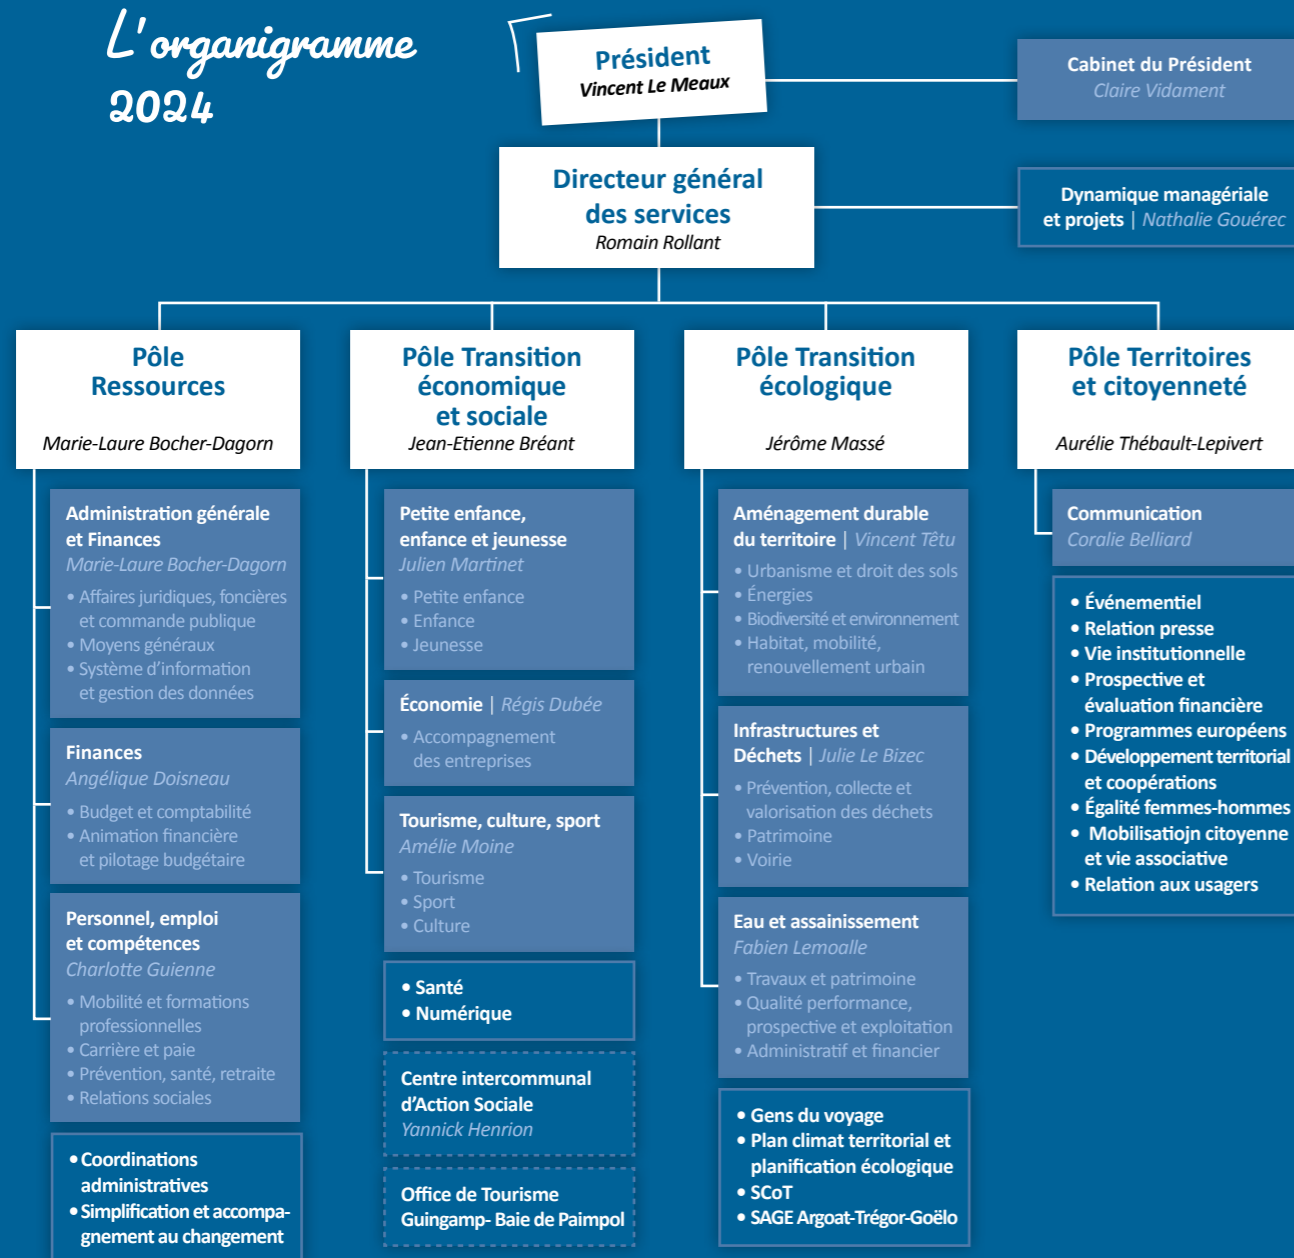 L'organigramme
2024
Président
Vincent Le Meaux
Cabinet du Président
Claire Vidament
Directeur général
des services
Romain Rollant
Dynamique managériale
et projets | Nathalie Gouérec
Pôle
Ressources
Marie-Laure Bocher-Dagorn
Administration générale
et Finances
Marie-Laure Bocher-Dagorn
• Affaires juridiques, foncières
et commande publique
• Moyens généraux
• Système d'information
et gestion des données
Finances
Angélique Doisneau
• Budget et comptabilité
• Animation financière
et pilotage budgétaire
Personnel, emploi
et compétences
Charlotte Guienne
• Mobilité et formations
professionnelles
• Carrière et paie
• Prévention, santé, retraite
• Relations sociales
• Coordinations
administratives
• Simplification et accompa-
gnement au changement
Pôle Transition
économique
et sociale
Jean-Etienne Bréant
Petite enfance,
enfance et jeunesse
Julien Martinet
• Petite enfance
• Enfance
• Jeunesse
Économie | Régis Dubée
• Accompagnement
des entreprises
Tourisme, culture, sport
Amélie Moine
• Tourisme
• Sport
• Culture
• Santé
• Numérique
Centre intercommunal
d'Action Sociale
Yannick Henrion
Office de Tourisme
Guingamp- Baie de Paimpol
Pôle Transition
écologique
Jérôme Massé
Aménagement durable
du territoire | Vincent Têtu
• Urbanisme et droit des sols
• Énergies
• Biodiversité et environnement
• Habitat, mobilité,
renouvellement urbain
Infrastructures et
Déchets | Julie Le Bizec
• Prévention, collecte et
valorisation des déchets
• Patrimoine
• Voirie
Eau et assainissement
Fabien Lemoalle
• Travaux et patrimoine
• Qualité performance,
prospective et exploitation
• Administratif et financier
• Gens du voyage
• Plan climat territorial et
planification écologique
• SCoT
• SAGE Argoat-Trégor-Goëlo
Pôle Territoires
et citoyenneté
Aurélie Thébault-Lepivert
Communication
Coralie Belliard
• Événementiel
• Relation presse
• Vie institutionnelle
• Prospective et
évaluation financière
• Programmes européens
• Développement territorial
et coopérations
• Égalité femmes-hommes
• Mobilisatiojn citoyenne
et vie associative
• Relation aux usagers